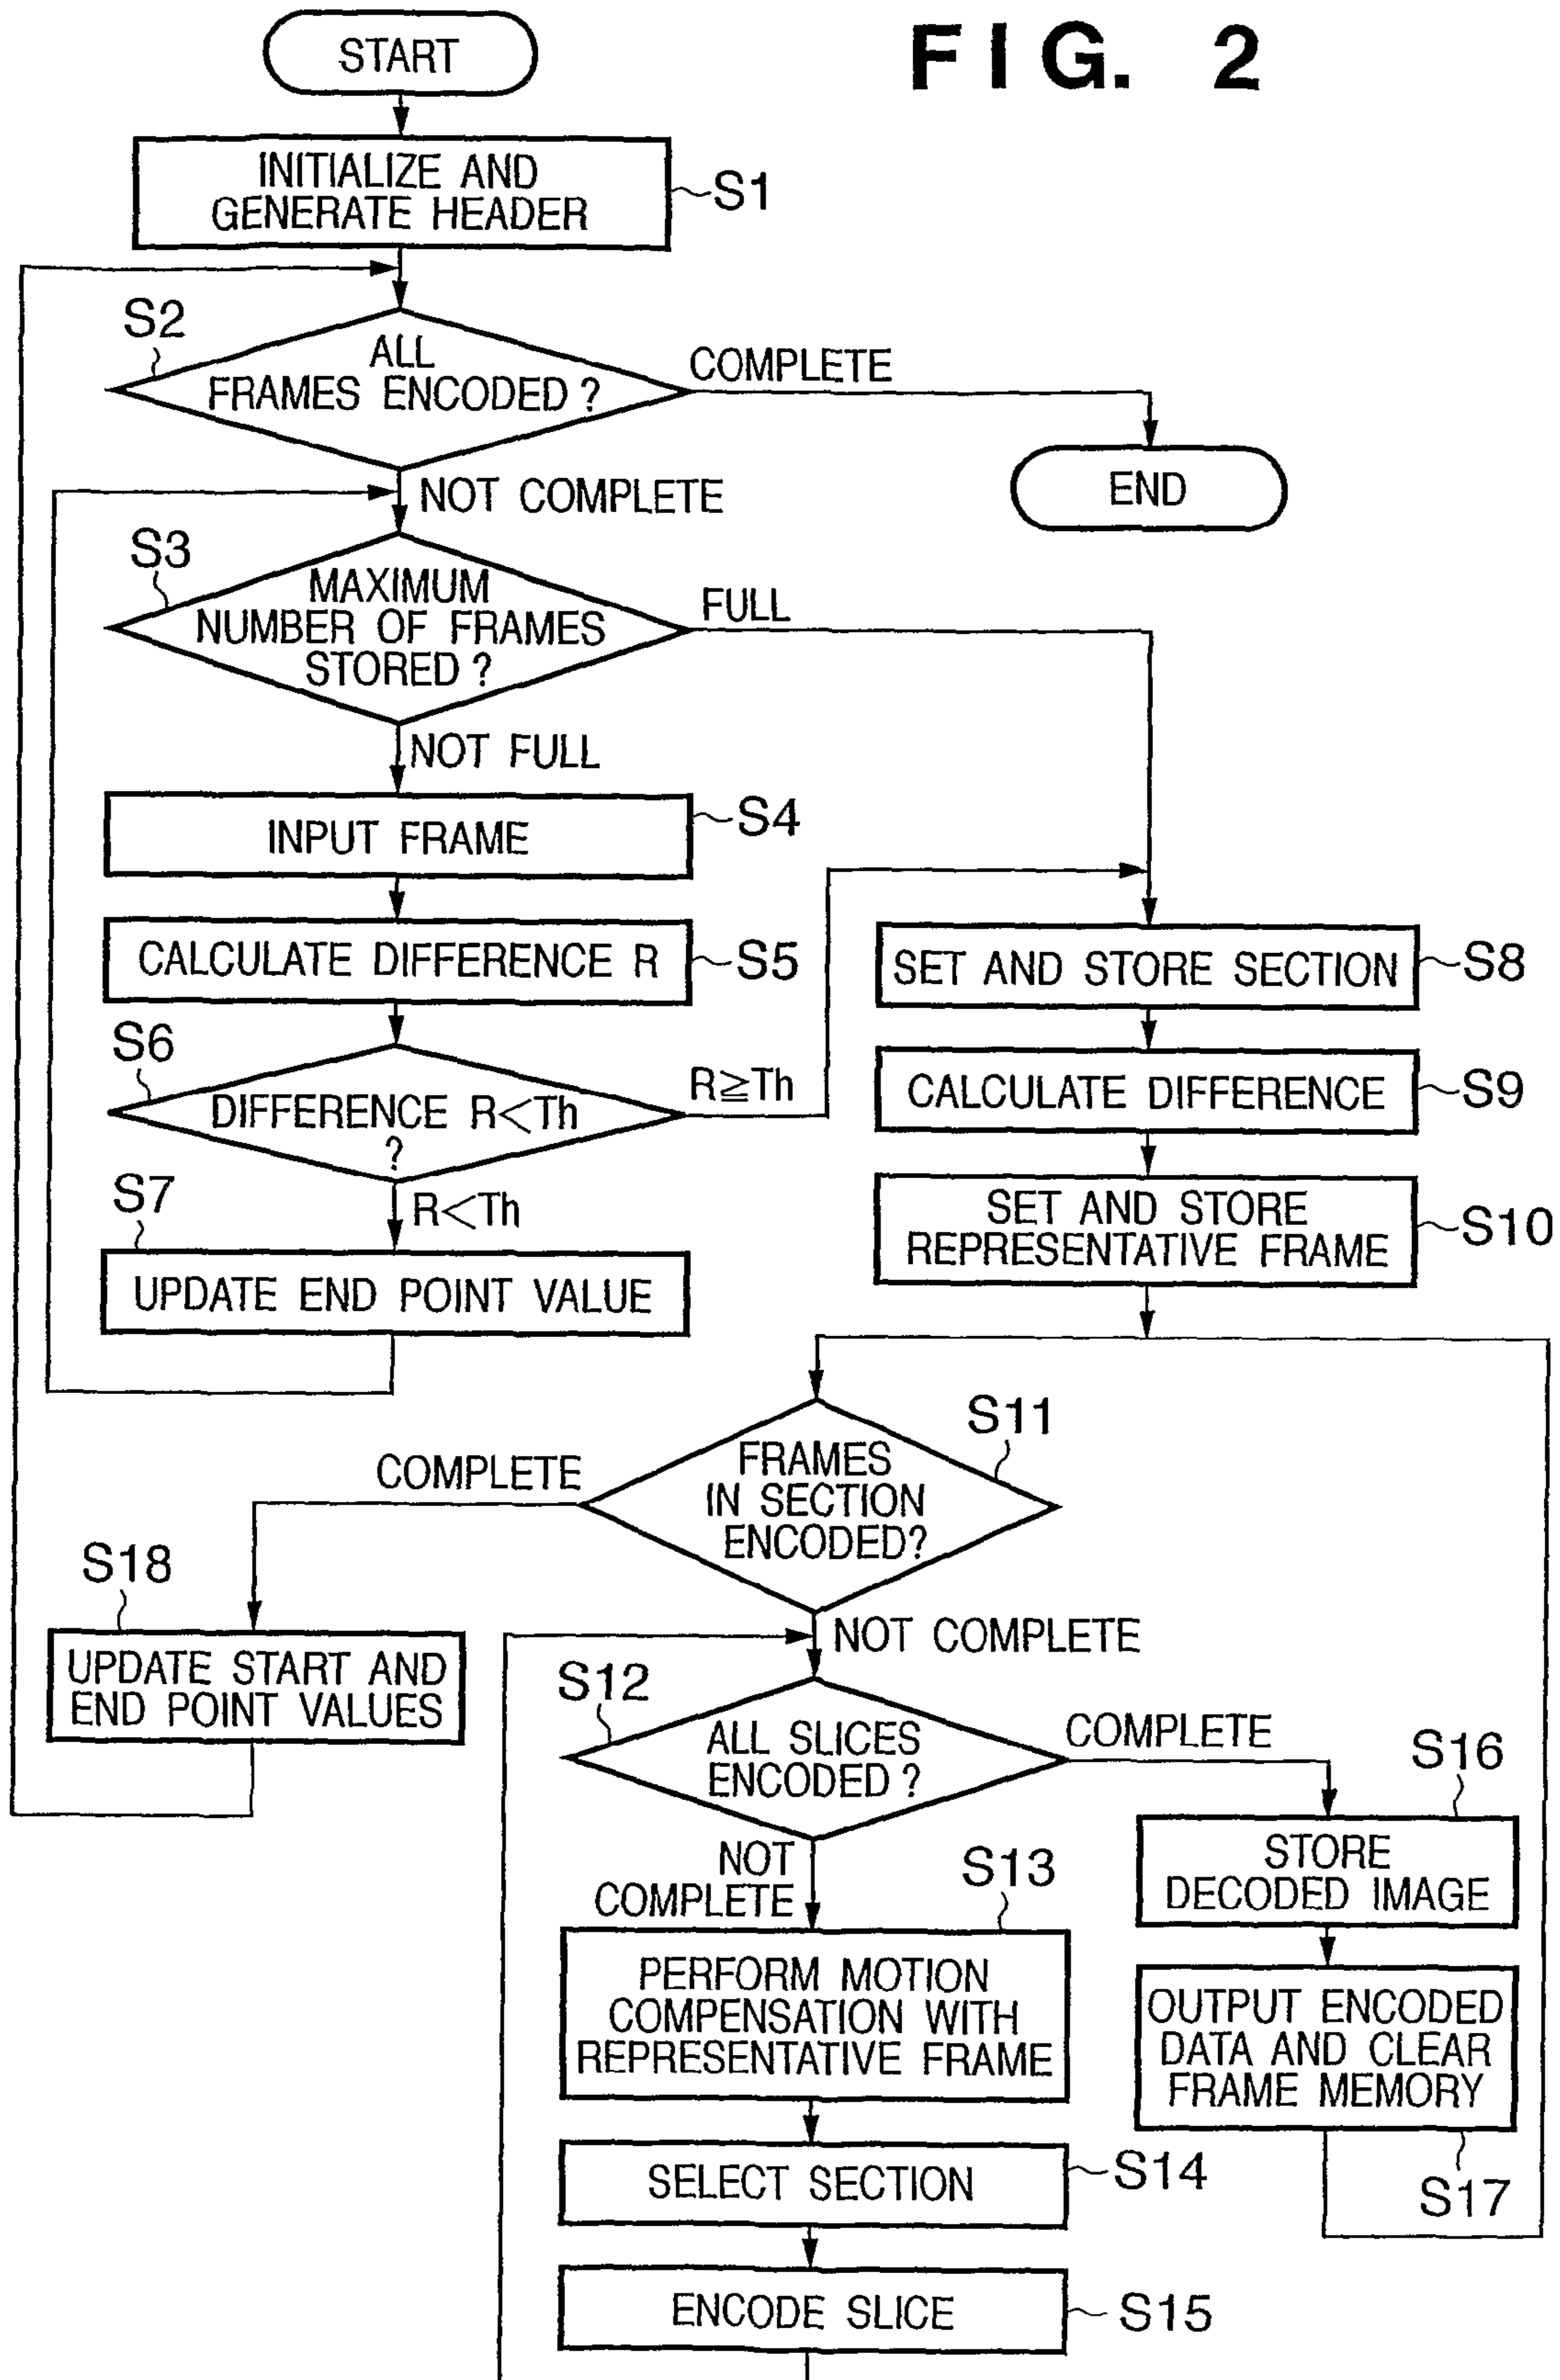 FIG. 2
START
INITIALIZE AND
GENERATE HEADER
S1
S2
ALL
FRAMES ENCODED?
COMPLETE
END
NOT COMPLETE
S3
MAXIMUM
NUMBER OF FRAMES
STORED?
FULL
NOT FULL
INPUT FRAME
S4
CALCULATE DIFFERENCE R
S5
S6
DIFFERENCE R<Th
?
R≧Th
R<Th
S7
UPDATE END POINT VALUE
SET AND STORE SECTION
S8
CALCULATE DIFFERENCE
S9
SET AND STORE
REPRESENTATIVE FRAME
S10
S11
FRAMES
IN SECTION
ENCODED?
COMPLETE
S18
UPDATE START AND
END POINT VALUES
NOT COMPLETE
S12
ALL SLICES
ENCODED?
COMPLETE
NOT
COMPLETE
S13
PERFORM MOTION
COMPENSATION WITH
REPRESENTATIVE FRAME
SELECT SECTION
S14
ENCODE SLICE
S15
S16
STORE
DECODED IMAGE
OUTPUT ENCODED
DATA AND CLEAR
FRAME MEMORY
S17